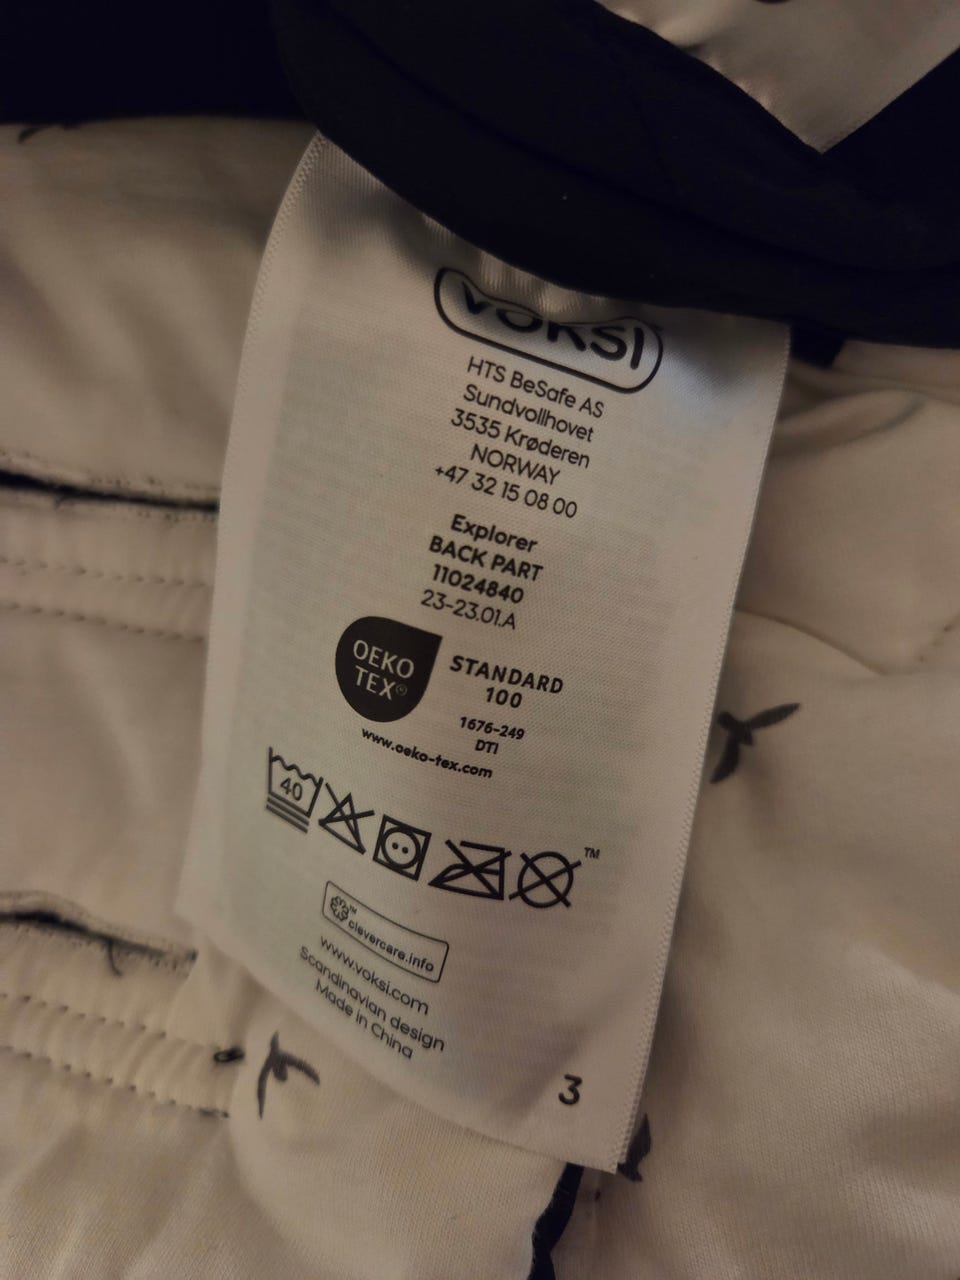 VOKSI
HTS BeSafe AS
Sundvollhovet
3535 Krøderen
NORWAY
+47 32 15 08 00
Explorer
BACK PART
11024840
23-23.01.A
OEKO
TEX®
STANDARD
100
1676-249
DTI
www.oeko-tex.com
40
™
™
clevercare.info
www.voksi.com
Scandinavian design
Made in China
3